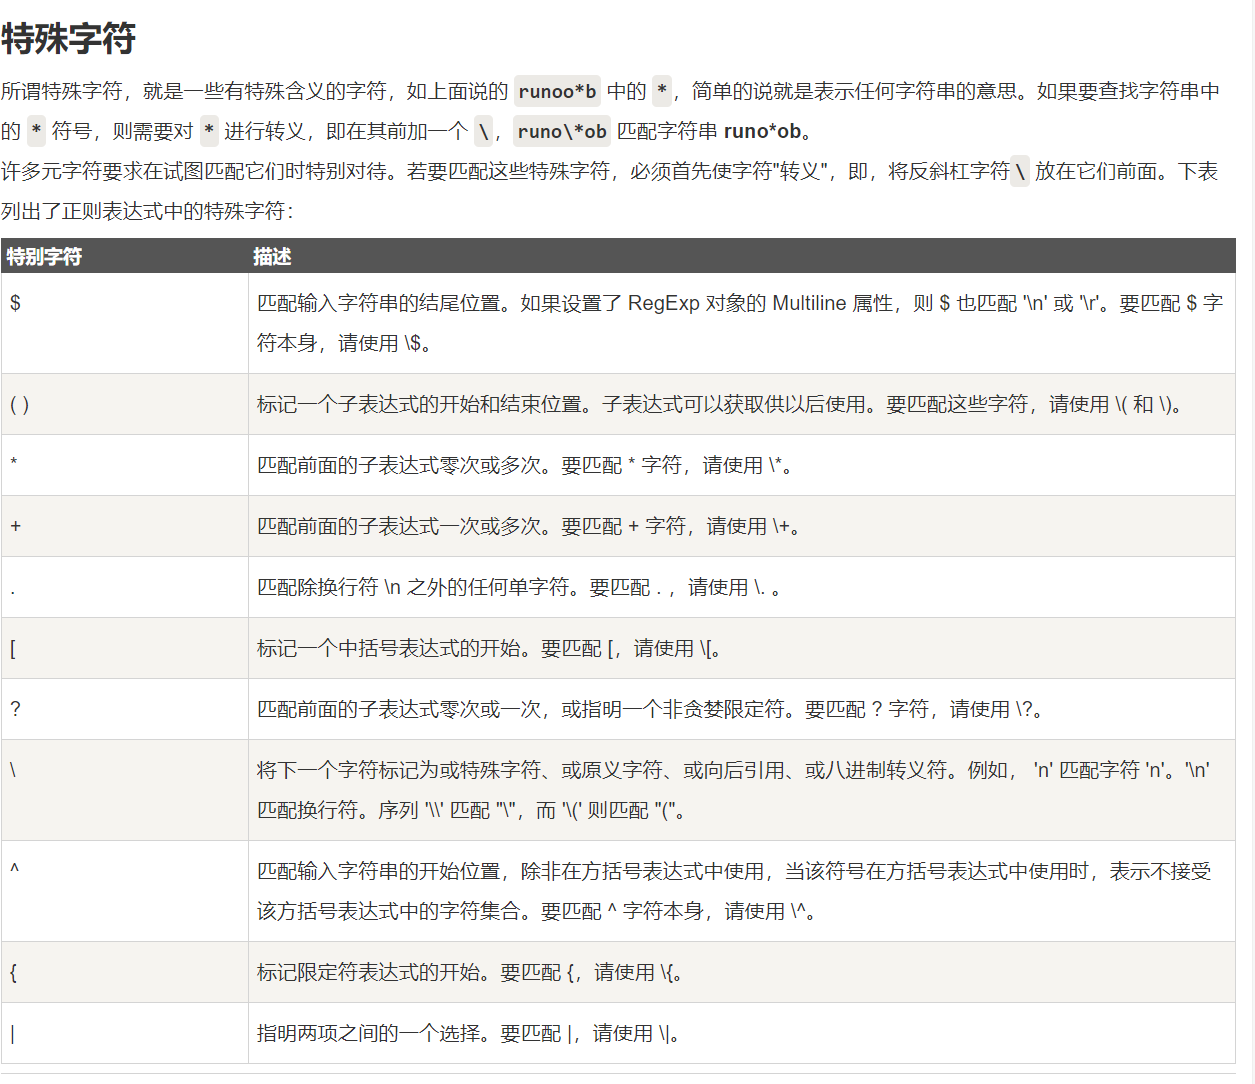 特殊字符
所谓特殊字符，就是一些有特殊含义的字符，如上面说的 runoo*b 中的 *，简单的说就是表示任何字符串的意思。如果要查找字符串中
的 * 符号，则需要对 * 进行转义，即在其前加一个 \，runo\*ob 匹配字符串 runo*ob。
许多元字符要求在试图匹配它们时特别对待。若要匹配这些特殊字符，必须首先使字符"转义"，即，将反斜杠字符\ 放在它们前面。下表
列出了正则表达式中的特殊字符：
特别字符 描述
$ 匹配输入字符串的结尾位置。如果设置了 RegExp 对象的 Multiline 属性，则 $ 也匹配 '\n' 或 '\r'。要匹配 $ 字
符本身，请使用 \$。
( ) 标记一个子表达式的开始和结束位置。子表达式可以获取供以后使用。要匹配这些字符，请使用 \( 和 \)。
* 匹配前面的子表达式零次或多次。要匹配 * 字符，请使用 \*。
+ 匹配前面的子表达式一次或多次。要匹配 + 字符，请使用 \+。
. 匹配除换行符 \n 之外的任何单字符。要匹配 . ，请使用 \. 。
[ 标记一个中括号表达式的开始。要匹配 [，请使用 \[。
? 匹配前面的子表达式零次或一次，或指明一个非贪婪限定符。要匹配 ? 字符，请使用 \?。
\ 将下一个字符标记为或特殊字符、或原义字符、或向后引用、或八进制转义符。例如， 'n' 匹配字符 'n'。'\n'
匹配换行符。序列 '\\' 匹配 "\"，而 '\(' 则匹配 "("。
^ 匹配输入字符串的开始位置，除非在方括号表达式中使用，当该符号在方括号表达式中使用时，表示不接受
该方括号表达式中的字符集合。要匹配 ^ 字符本身，请使用 \^。
{ 标记限定符表达式的开始。要匹配 {，请使用 \{。
| 指明两项之间的一个选择。要匹配 |，请使用 \|。